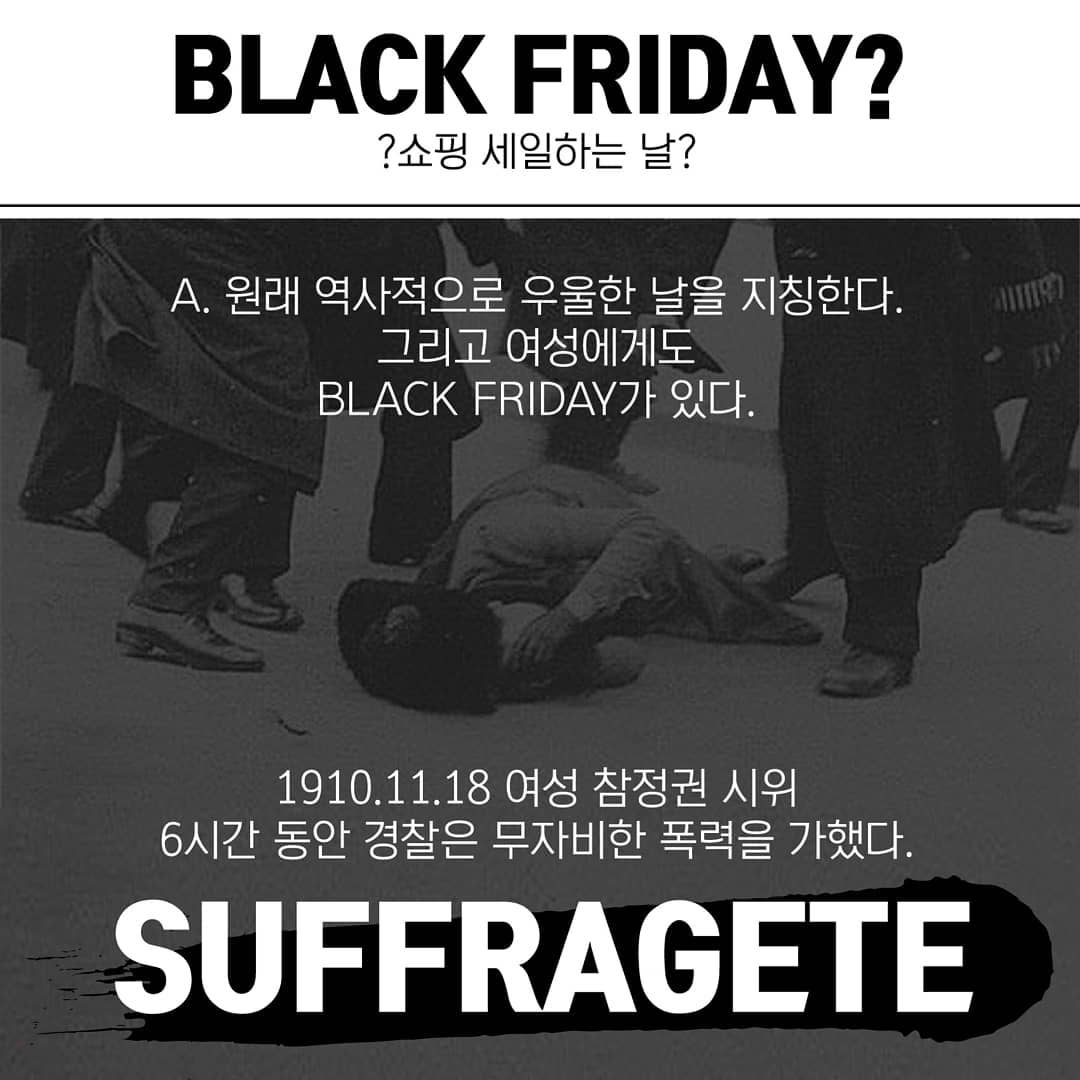 BLACK FRIDAY?
?쇼핑 세일하는 날?
A. 원래 역사적으로 우울한 날을 지칭한다.
그리고 여성에게도
BLACK FRIDAY가 있다.
1910.11.18 여성 참정권 시위
6시간 동안 경찰은 무자비한 폭력을 가했다.
SUFFRAGETE